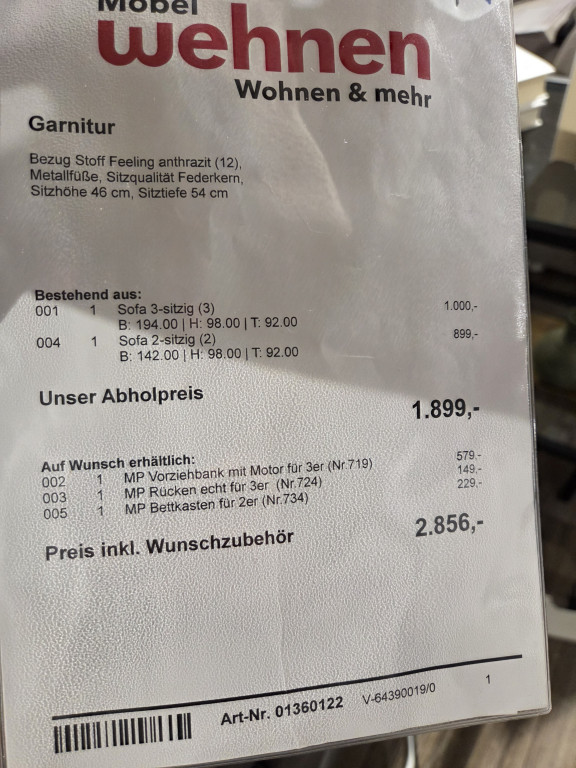 Möbel
wehnen
Wohnen & mehr
Garnitur
Bezug Stoff Feeling anthrazit (12),
Metallfüße, Sitzqualität Federkern,
Sitzhöhe 46 cm, Sitztiefe 54 cm
Bestehend aus:
001 1 Sofa 3-sitzig (3) 1.000,-
B: 194.00 | H: 98.00 | T: 92.00
004 1 Sofa 2-sitzig (2) 899,-
B: 142.00 | H: 98.00 | T: 92.00
Unser Abholpreis 1.899,-
Auf Wunsch erhältlich:
002 1 MP Vorziehbank mit Motor für 3er (Nr.719) 579,-
003 1 MP Rücken echt für 3er (Nr.724) 149,-
005 1 MP Bettkasten für 2er (Nr.734) 229,-
Preis inkl. Wunschzubehör 2.856,-
Art-Nr. 01360122 V-64390019/0 1